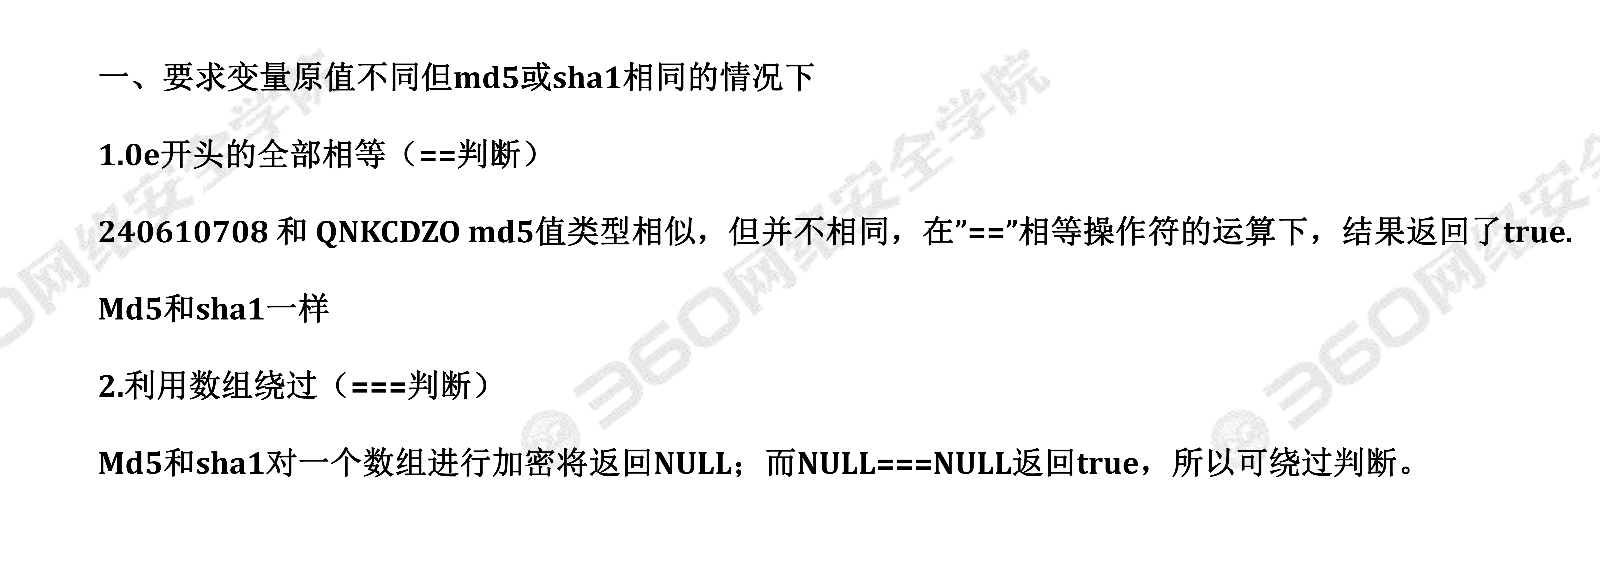 一、要求变量原值不同但md5或sha1相同的情况下
1.0e开头的全部相等（==判断）
240610708 和 QNKCDZO md5值类型相似，但并不相同，在”==”相等操作符的运算下，结果返回了true.
Md5和sha1一样
2.利用数组绕过（===判断）
Md5和sha1对一个数组进行加密将返回NULL；而NULL===NULL返回true，所以可绕过判断。
360网络安全学院
360网络安全学院
360网络安全学院